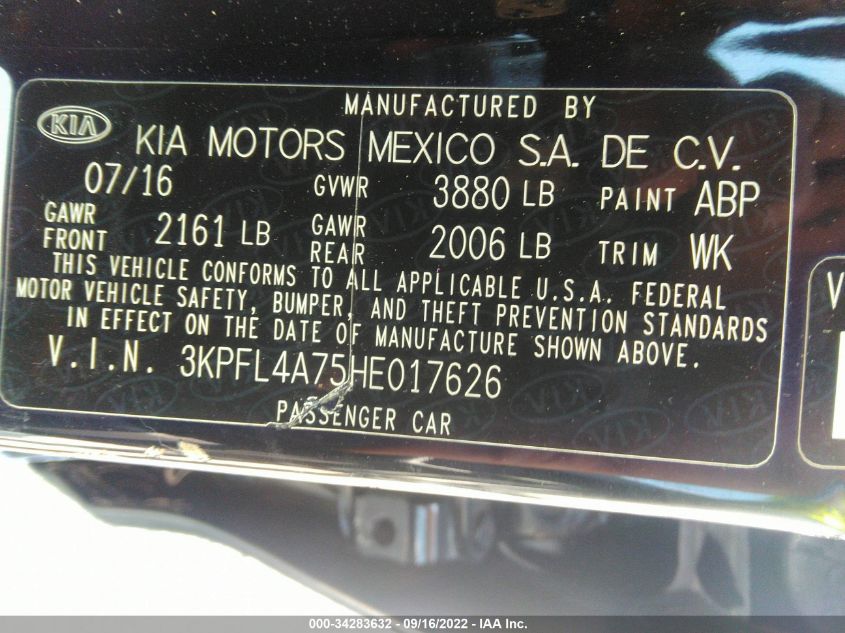 MANUFACTURED BY
KIA KIA MOTORS MEXICO S.A. DE C.V.
07/16 GVWR 3880 LB PAINT ABP
GAWR FRONT 2161 LB GAWR REAR 2006 LB TRIM WK
THIS VEHICLE CONFORMS TO ALL APPLICABLE U.S.A. FEDERAL
MOTOR VEHICLE SAFETY, BUMPER, AND THEFT PREVENTION STANDARDS
IN EFFECT ON THE DATE OF MANUFACTURE SHOWN ABOVE.
V.I.N. 3KPFL4A75HE017626
PASSENGER CAR
V
000-34283632 - 09/16/2022 - IAA Inc.